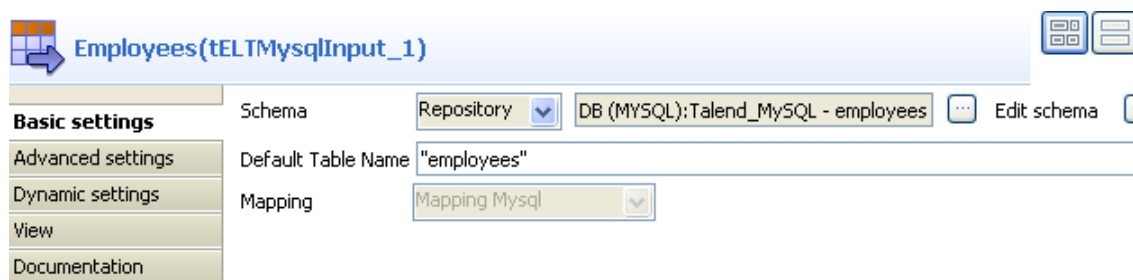 Employees(tELTMysqlInput_1)
Basic settings
Advanced settings
Dynamic settings
View
Documentation
Schema Repository DB (MYSQL):Talend_MySQL - employees ... Edit schema
Default Table Name "employees"
Mapping Mapping Mysql